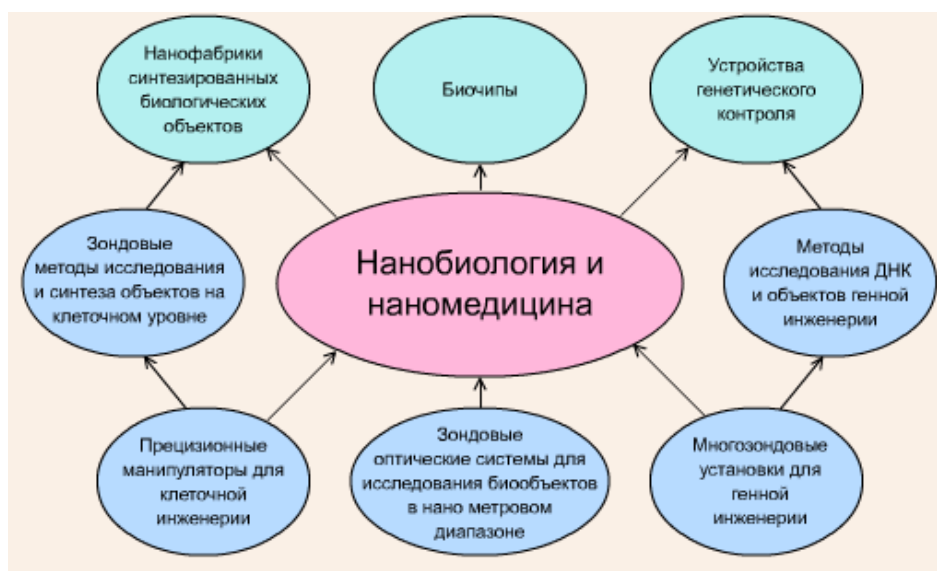 Нанофабрики
синтезированных
биологических
объектов
Биочипы
Устройства
генетического
контроля
Зондовые
методы исследования
и синтеза объектов на
клеточном уровне
Нанобиология и
наномедицина
Методы
исследования ДНК
и объектов генной
инженерии
Прецизионные
манипуляторы для
клеточной
инженерии
Зондовые
оптические системы для
исследования биообъектов
в нано метровом
диапазоне
Многозондовые
установки для
генной
инженерии